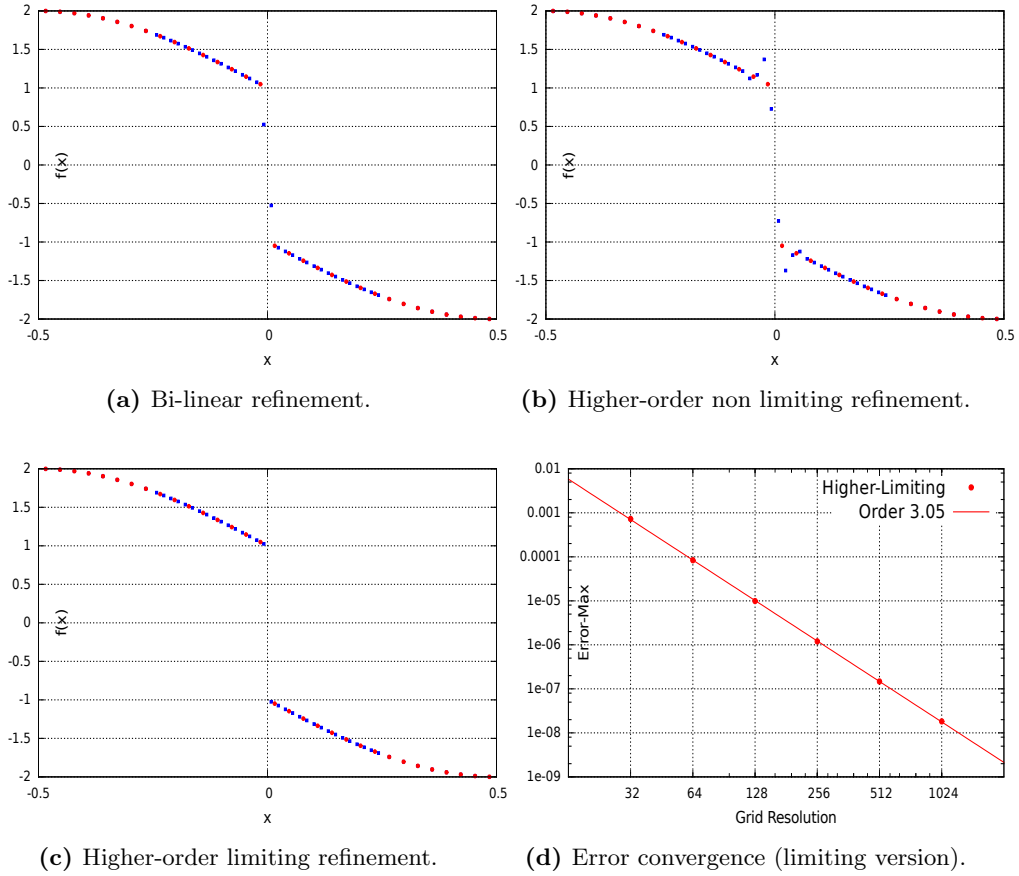 2
1.5
1
0.5
0
-0.5
-1
-1.5
-2
f(x)
-0.5
0
0.5
x
(a) Bi-linear refinement.
2
1.5
1
0.5
0
-0.5
-1
-1.5
-2
f(x)
-0.5
0
0.5
x
(b) Higher-order non limiting refinement.
2
1.5
1
0.5
0
-0.5
-1
-1.5
-2
f(x)
-0.5
0
0.5
x
(c) Higher-order limiting refinement.
0.01
0.001
0.0001
1e-05
1e-06
1e-07
1e-08
1e-09
Error-Max
Higher-Limiting
Order 3.05
32
64
128
256
512
1024
Grid Resolution
(d) Error convergence (limiting version).